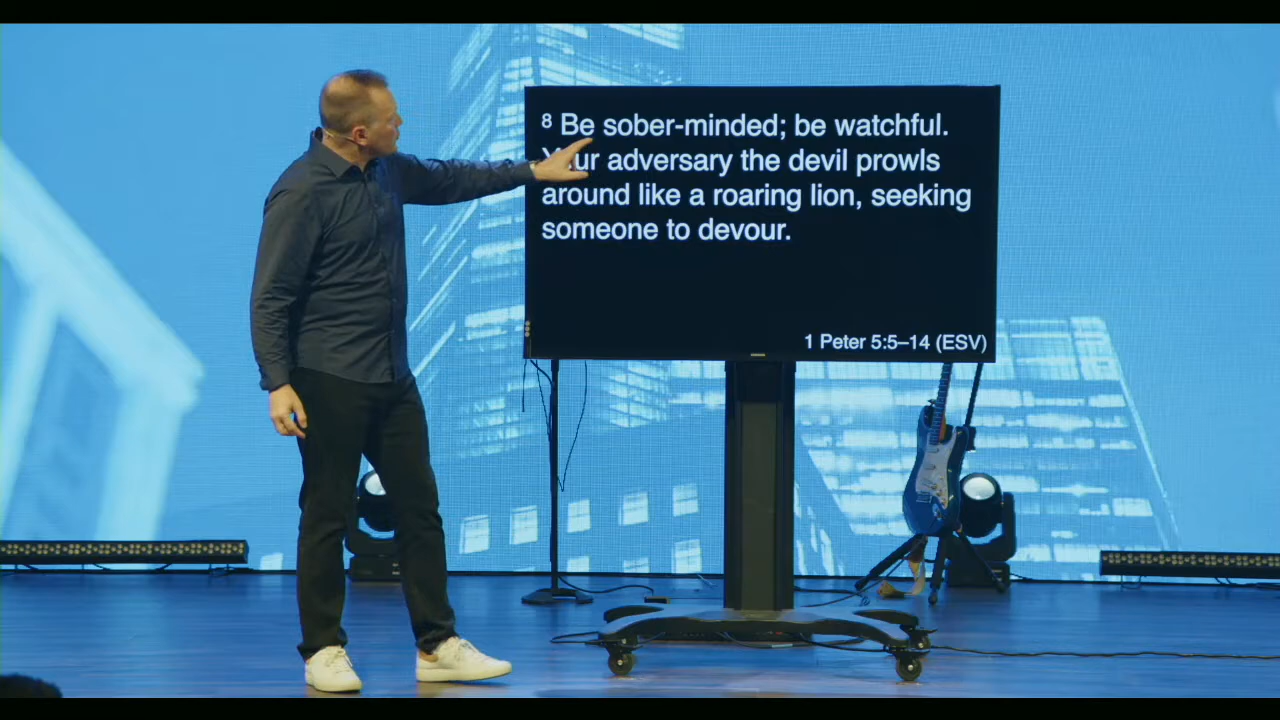 8 Be sober-minded; be watchful.
Your adversary the devil prowls
around like a roaring lion, seeking
someone to devour.
1 Peter 5:5–14 (ESV)